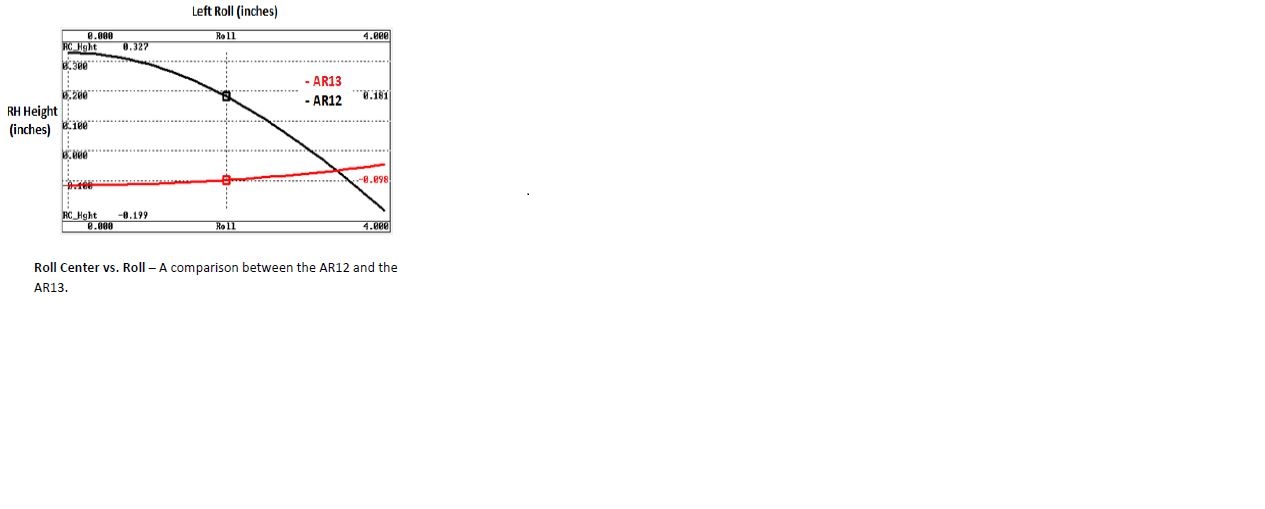 Left Roll (inches)
0.000 Roll 4.000
RC_Hght 0.327
0.300
- AR13
0.200 0.181
- AR12
RH Height
(inches)
0.100
0.000
-0.100 -0.098
RC_Hght -0.199
0.000 Roll 4.000
Roll Center vs. Roll – A comparison between the AR12 and the
AR13.